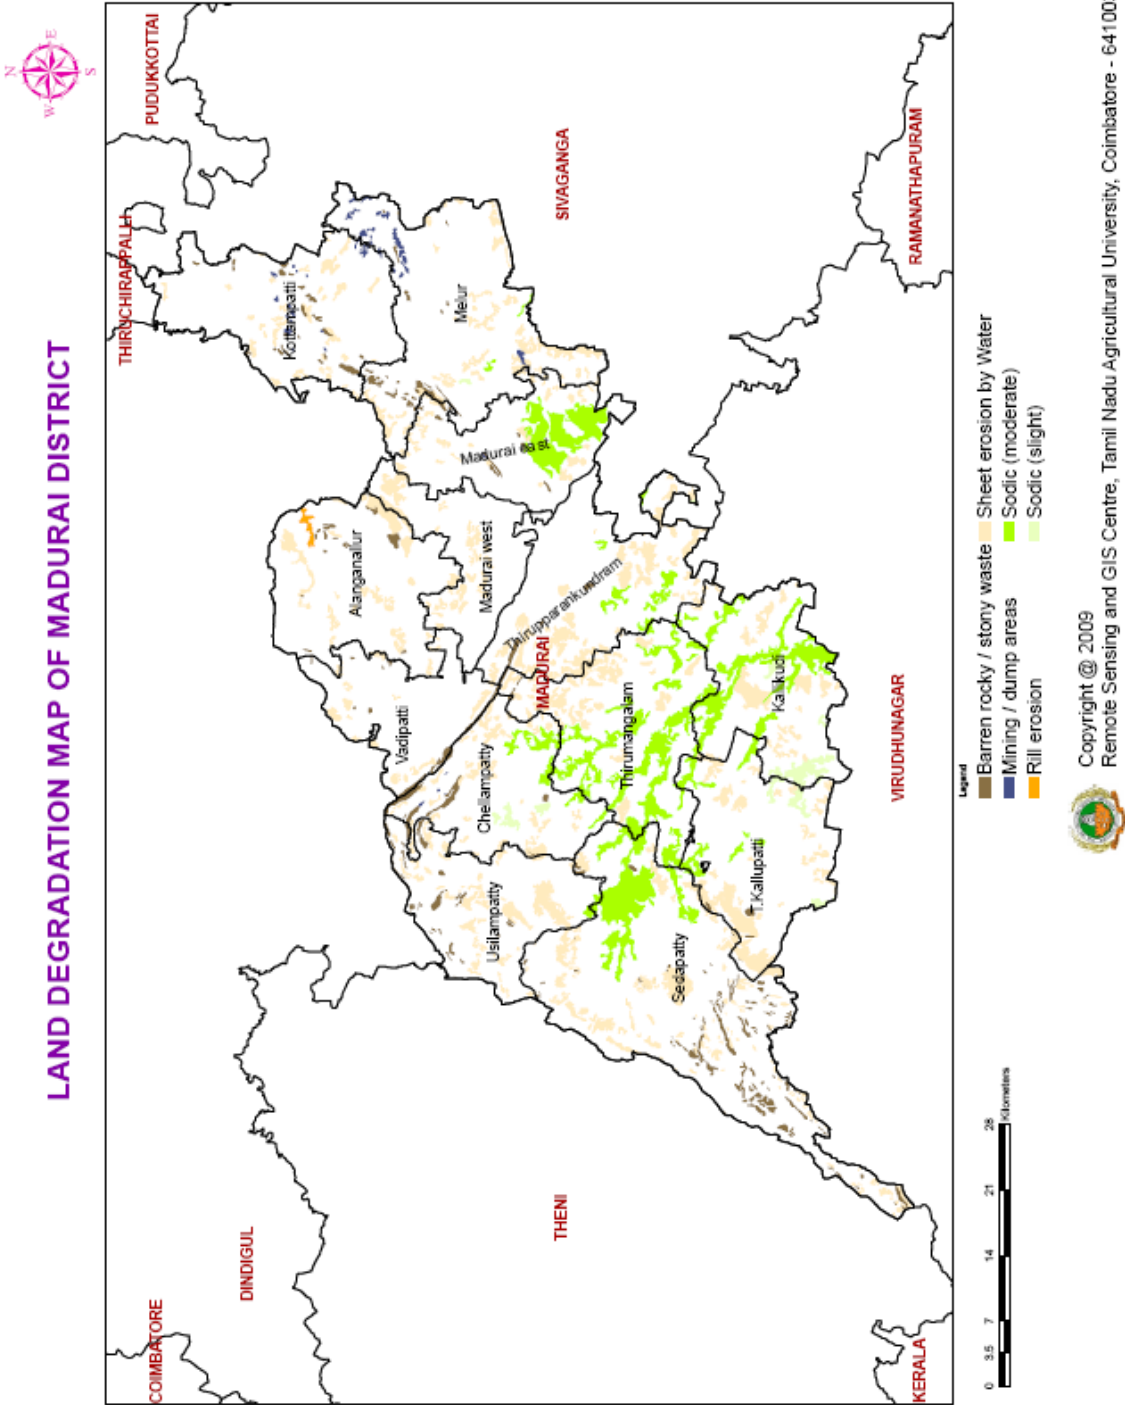 LAND DEGRADATION MAP OF MADURAI DISTRICT
N
E
W
S
COIMBATORE
DINDIGUL
THIRUCHIRAPPALLI
PUDUKKOTTAI
THENI
SIVAGANGA
MADURAI
VIRUDHUNAGAR
RAMANATHAPURAM
KERALA
Kottampatti
Melur
Madurai east
Alanganallur
Madurai west
Vadipatti
Thirupparankundram
Chellampatty
Usilampatty
Thirumangalam
Kallikudi
T.Kallupatti
Sedapatty
0 3.5 7 14 21 28
Kilometers
Legend
Barren rocky / stony waste
Mining / dump areas
Rill erosion
Sheet erosion by Water
Sodic (moderate)
Sodic (slight)
Copyright @ 2009
Remote Sensing and GIS Centre, Tamil Nadu Agricultural University, Coimbatore - 64100